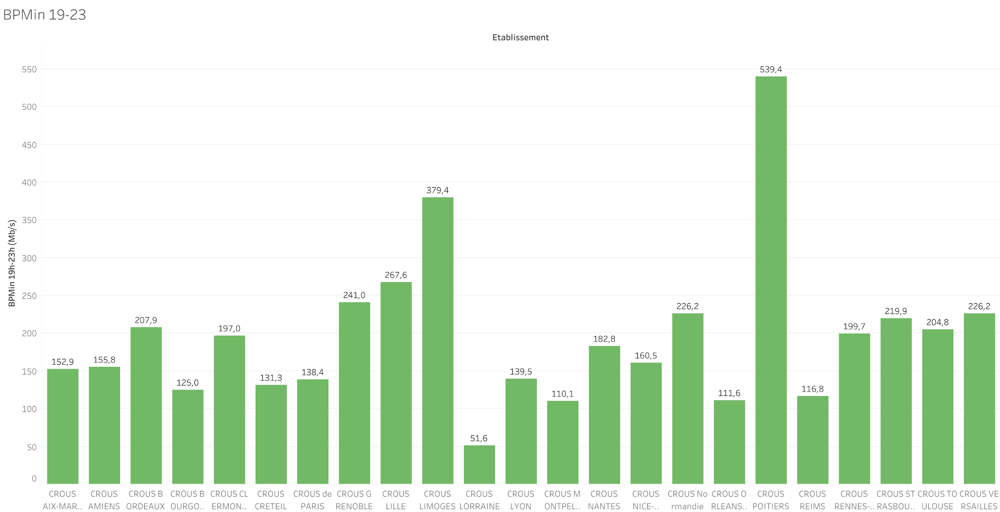 BPMin 19-23
Etablissement
BPMin 19h-23h (Mb/s)
550
500
450
400
350
300
250
200
150
100
50
0
152,9
155,8
207,9
125,0
197,0
131,3
138,4
241,0
267,6
379,4
51,6
139,5
110,1
182,8
160,5
226,2
111,6
539,4
116,8
199,7
219,9
204,8
226,2
CROUS
AIX-MAR..
CROUS
AMIENS
CROUS B
ORDEAUX
CROUS B
OURGO..
CROUS CL
ERMON..
CROUS
CRETEIL
CROUS de
PARIS
CROUS G
RENOBLE
CROUS
LILLE
CROUS
LIMOGES
CROUS
LORRAINE
CROUS
LYON
CROUS M
ONTPEL..
CROUS
NANTES
CROUS
NICE-..
CROUS No
rmandie
CROUS O
RLEANS..
CROUS
POITIERS
CROUS
REIMS
CROUS
RENNES-..
CROUS ST
RASBOU..
CROUS TO
ULOUSE
CROUS VE
RSAILLES